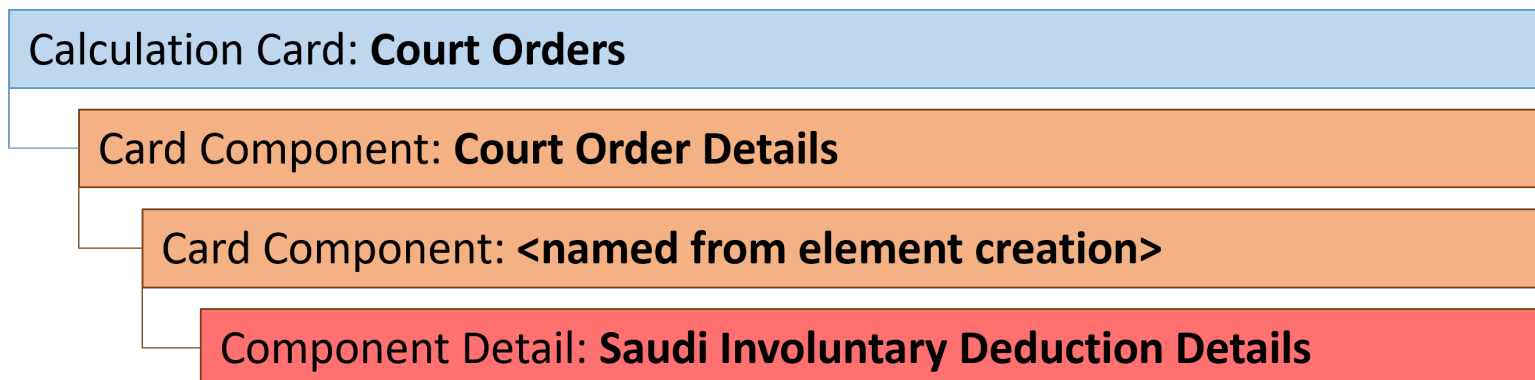 Calculation Card: Court Orders
Card Component: Court Order Details
Card Component: <named from element creation>
Component Detail: Saudi Involuntary Deduction Details